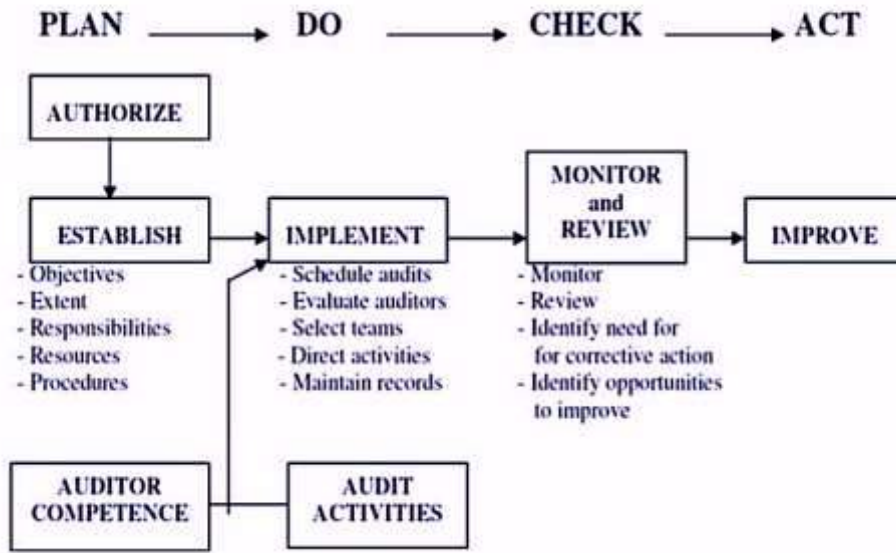 PLAN DO CHECK ACT
AUTHORIZE
ESTABLISH
- Objectives
- Extent
- Responsibilities
- Resources
- Procedures
IMPLEMENT
- Schedule audits
- Evaluate auditors
- Select teams
- Direct activities
- Maintain records
MONITOR
and
REVIEW
- Monitor
- Review
- Identify need for
for corrective action
- Identify opportunities
to improve
IMPROVE
AUDITOR
COMPETENCE
AUDIT
ACTIVITIES